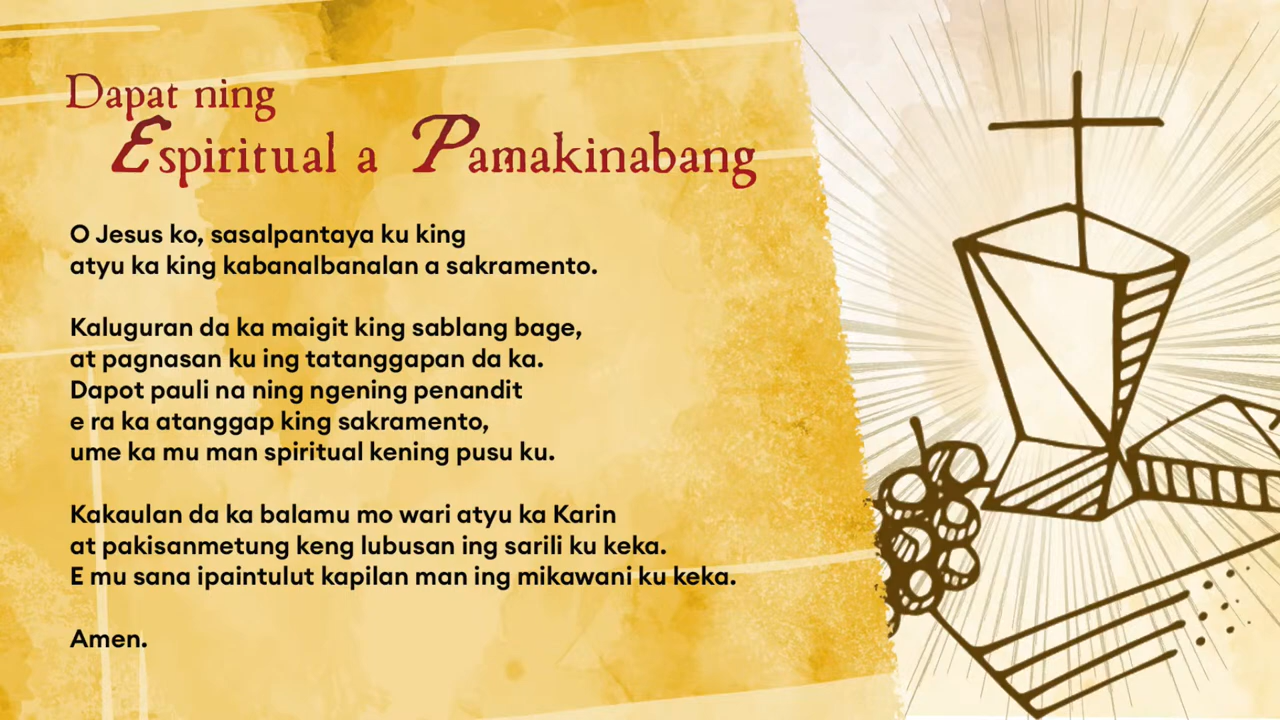 Dapat ning
Espiritual a Pamakinabang
O Jesus ko, sasalpantaya ku king
atyu ka king kabanalbanalan a sakramento.
Kaluguran da ka maigit king sablang bage,
at pagnasan ku ing tatanggapan da ka.
Dapot pauli na ning ngening penandit
e ra ka atanggap king sakramento,
ume ka mu man spiritual kening pusu ku.
Kakaulan da ka balamu mo wari atyu ka Karin
at pakisanmetung keng lubusan ing sarili ku keka.
E mu sana ipaintulut kapilan man ing mikawani ku keka.
Amen.